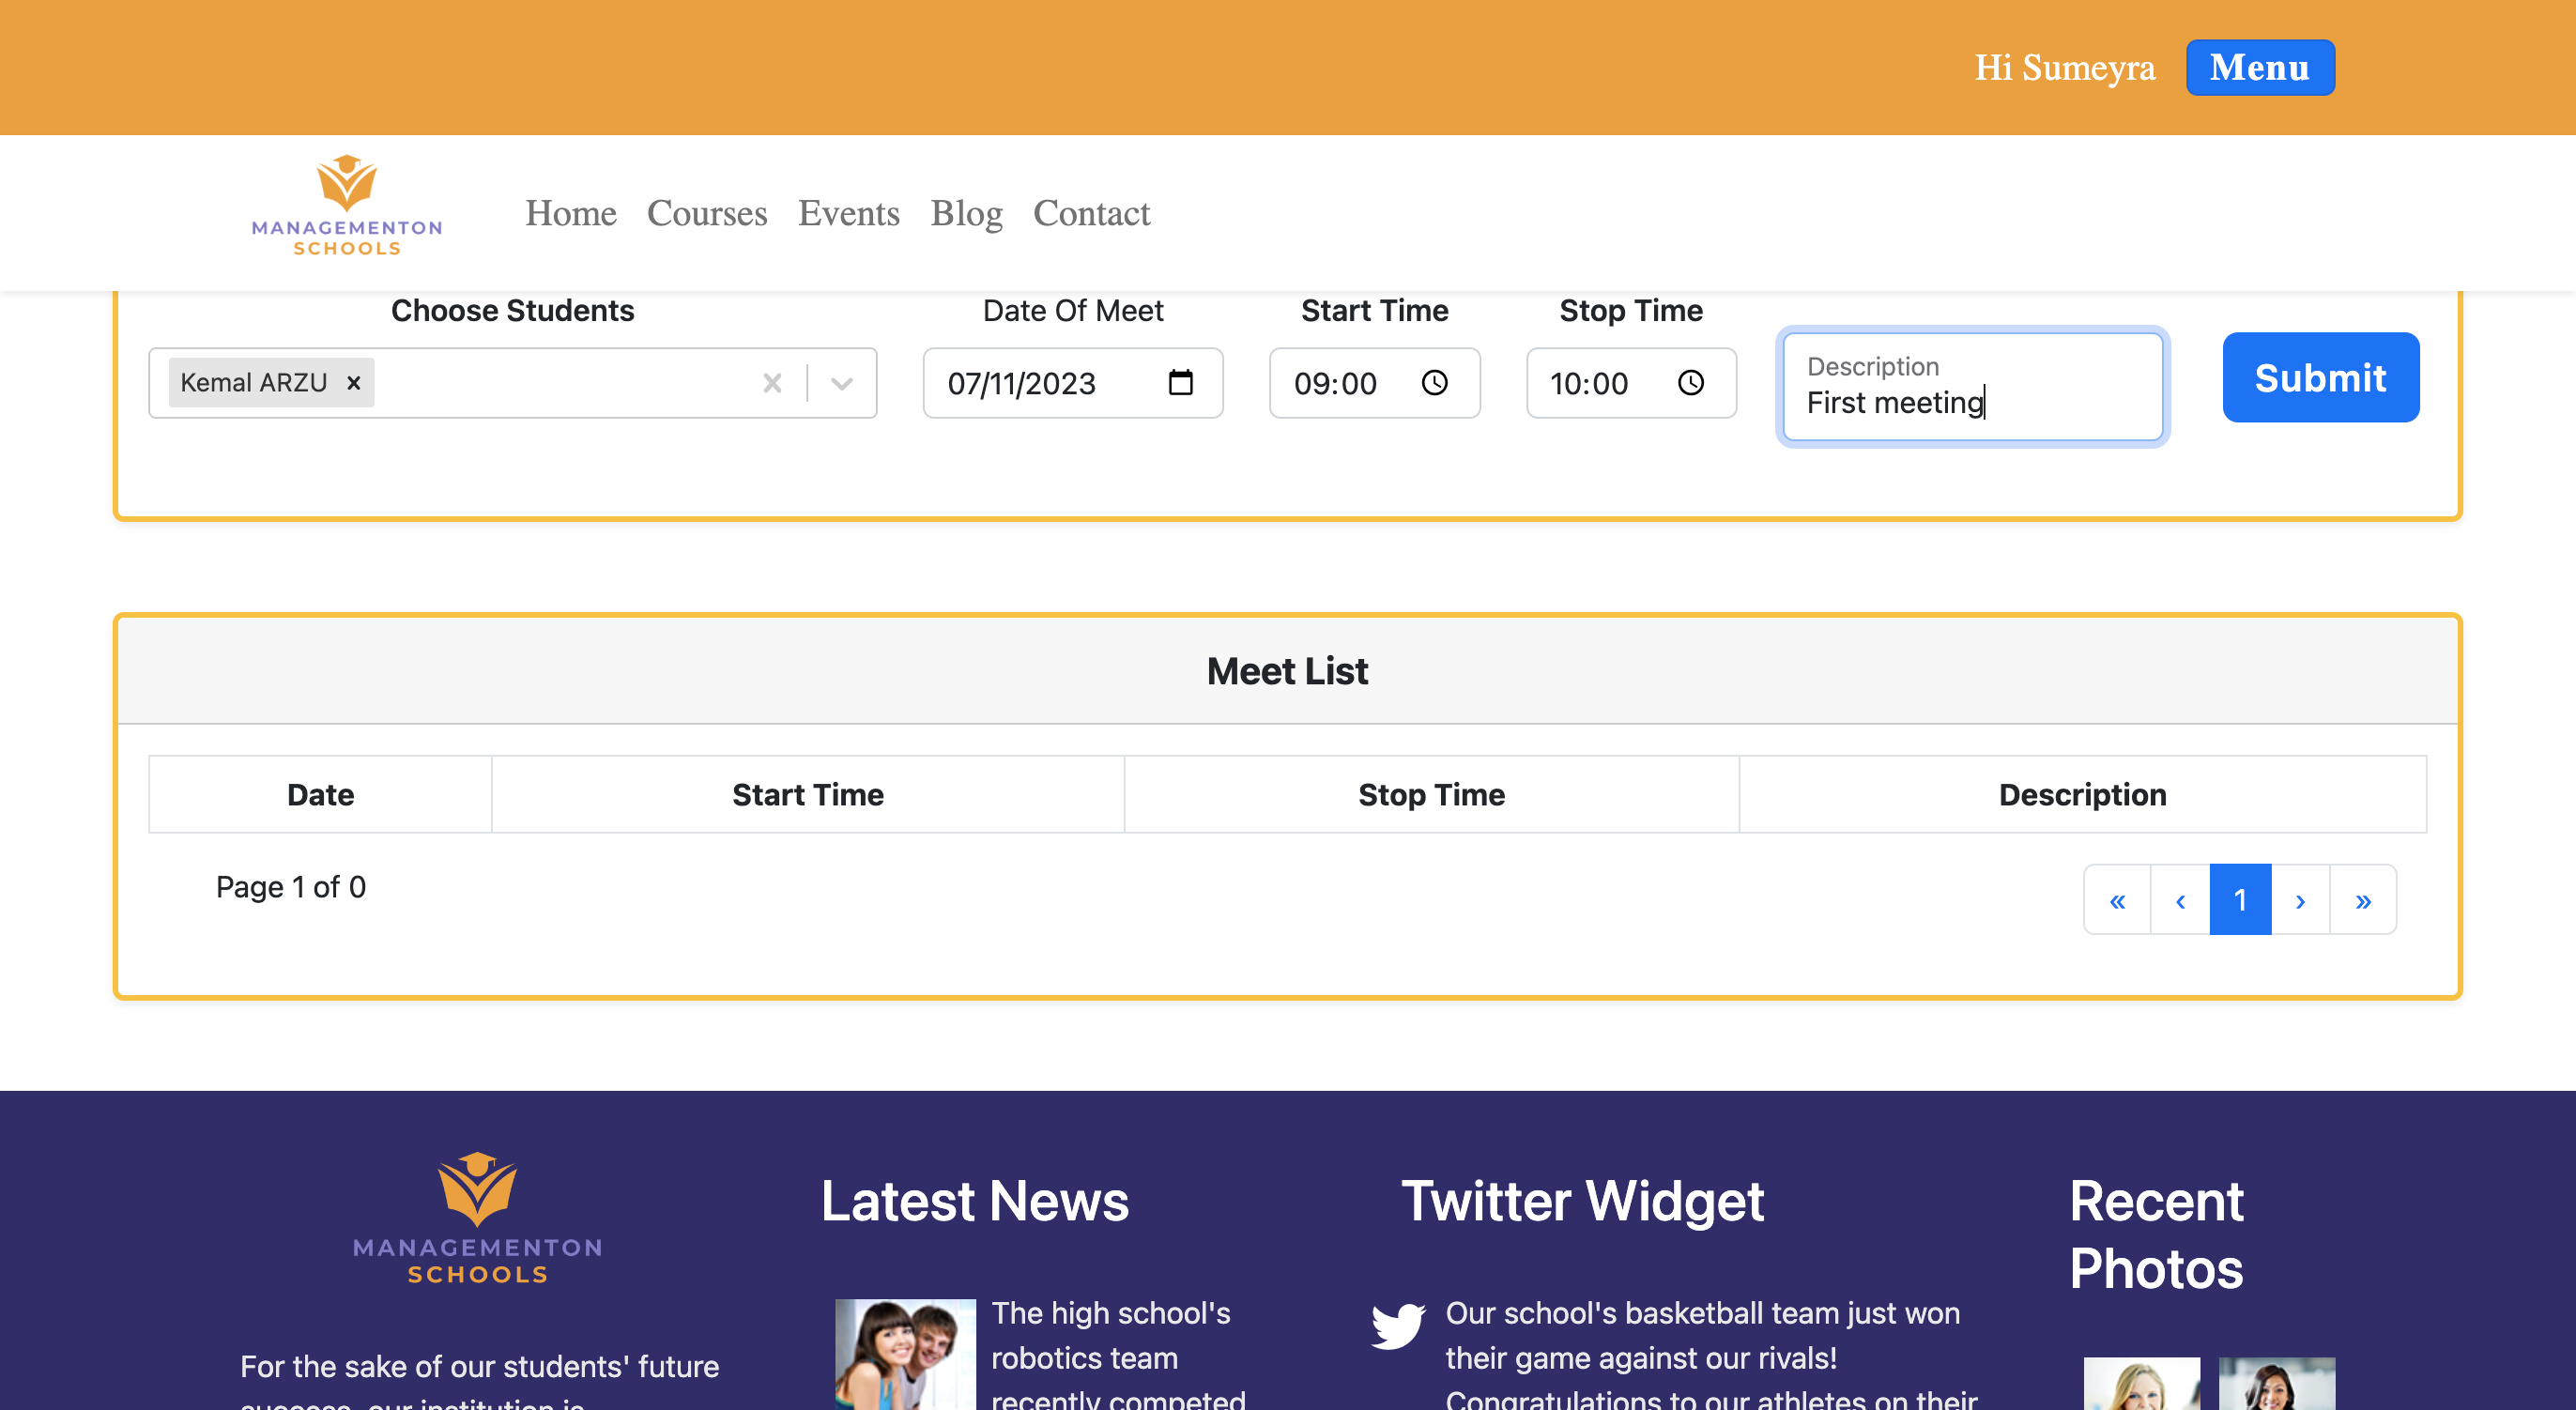 Hi Sumeyra Menu
MANAGEMENTON
SCHOOLS
Home Courses Events Blog Contact
Choose Students Date Of Meet Start Time Stop Time
Kemal ARZU 07/11/2023 09:00 10:00
Description
First meeting
Submit
Meet List
Date Start Time Stop Time Description
Page 1 of 0
« ‹ 1 › »
MANAGEMENTON
SCHOOLS
For the sake of our students' future
success, our institution is
Latest News
The high school's
robotics team
recently competed
Twitter Widget
Our school's basketball team just won
their game against our rivals!
Congratulations to our athletes on their
Recent
Photos